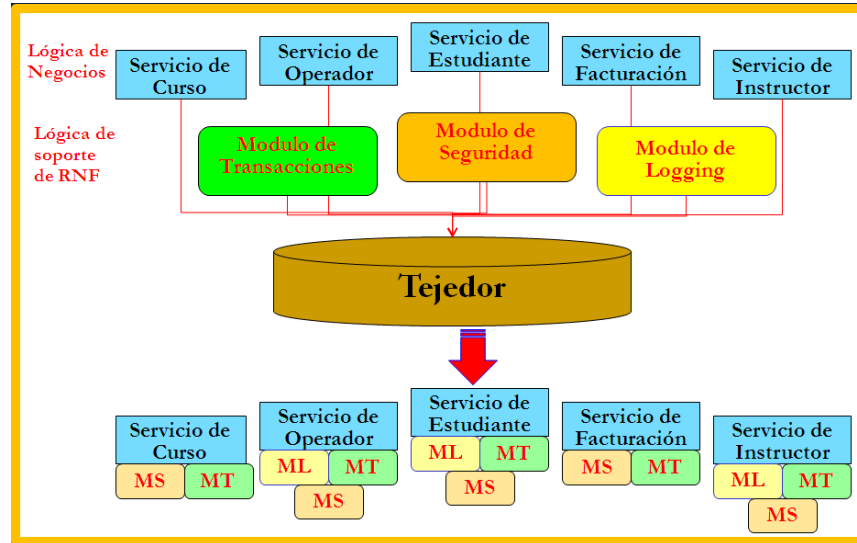 Lógica de
Negocios
Servicio de
Curso
Servicio de
Operador
Servicio de
Estudiante
Servicio de
Facturación
Servicio de
Instructor
Lógica de
soporte
de RNF
Modulo de
Transacciones
Modulo de
Seguridad
Modulo de
Logging
Tejedor
Servicio de
Curso
MS MT
Servicio de
Operador
ML MT
MS
Servicio de
Estudiante
ML MT
MS
Servicio de
Facturación
MS MT
Servicio de
Instructor
ML MT
MS